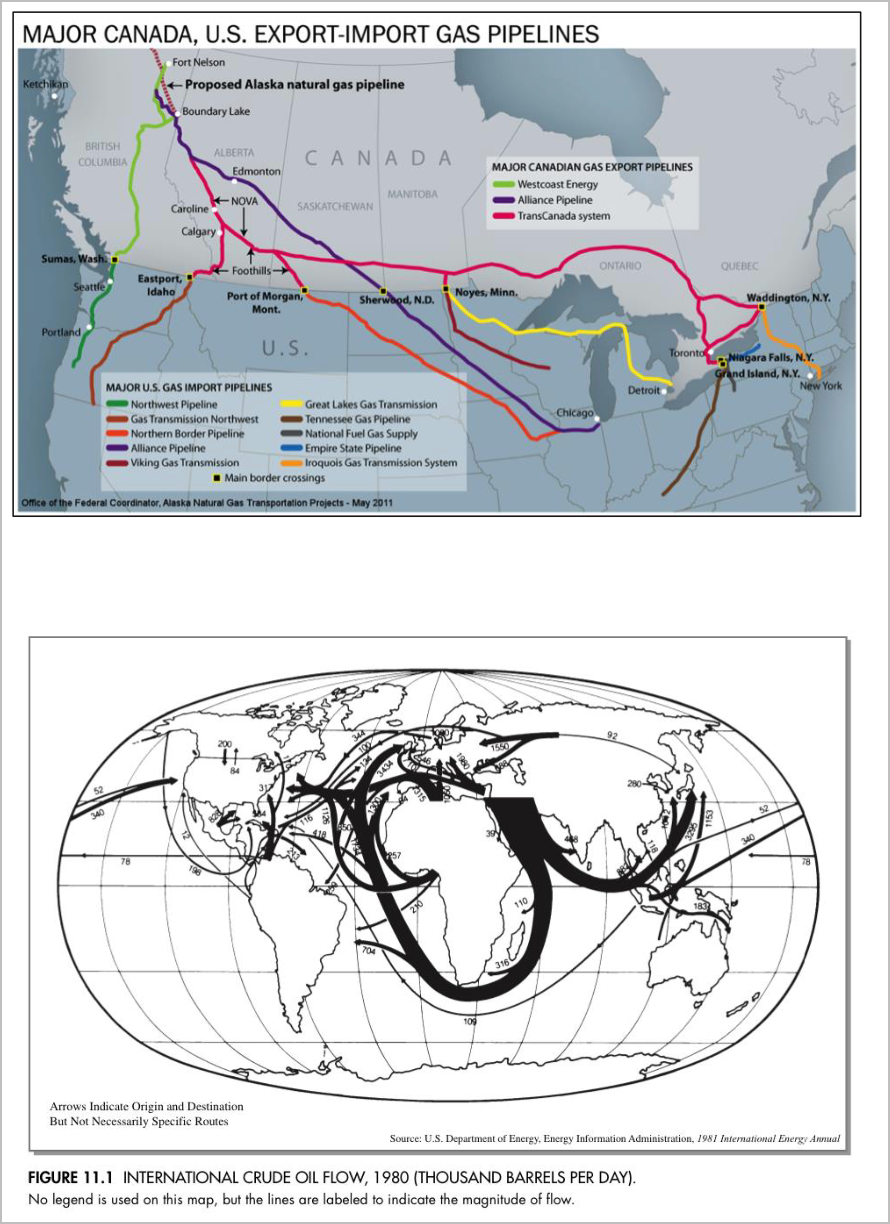 MAJOR CANADA, U.S. EXPORT-IMPORT GAS PIPELINES
Fort Nelson
Ketchikan
Proposed Alaska natural gas pipeline
Boundary Lake
BRITISH
COLUMBIA
ALBERTA
CANADA
Edmonton
SASKATCHEWAN
MANITOBA
MAJOR CANADIAN GAS EXPORT PIPELINES
Westcoast Energy
Alliance Pipeline
TransCanada system
Caroline
NOVA
Calgary
Sumas, Wash.
Foothills
ONTARIO
QUEBEC
Seattle
Eastport,
Idaho
Port of Morgan,
Mont.
Sherwood, N.D.
Noyes, Minn.
Waddington, N.Y.
Portland
U.S.
Toronto
Niagara Falls, N.Y.
Grand Island, N.Y.
Detroit
New York
Chicago
MAJOR U.S. GAS IMPORT PIPELINES
Northwest Pipeline
Gas Transmission Northwest
Northern Border Pipeline
Alliance Pipeline
Viking Gas Transmission
Great Lakes Gas Transmission
Tennessee Gas Pipeline
National Fuel Gas Supply
Empire State Pipeline
Iroquois Gas Transmission System
Main border crossings
Office of the Federal Coordinator, Alaska Natural Gas Transportation Projects - May 2011
200
84
344
100
3434
1550
92
280
52
340
12
78
196
116
418
210
704
109
39
110
316
118
183
1153
52
340
78
Arrows Indicate Origin and Destination
But Not Necessarily Specific Routes
Source: U.S. Department of Energy, Energy Information Administration, 1981 International Energy Annual
FIGURE 11.1 INTERNATIONAL CRUDE OIL FLOW, 1980 (THOUSAND BARRELS PER DAY).
No legend is used on this map, but the lines are labeled to indicate the magnitude of flow.